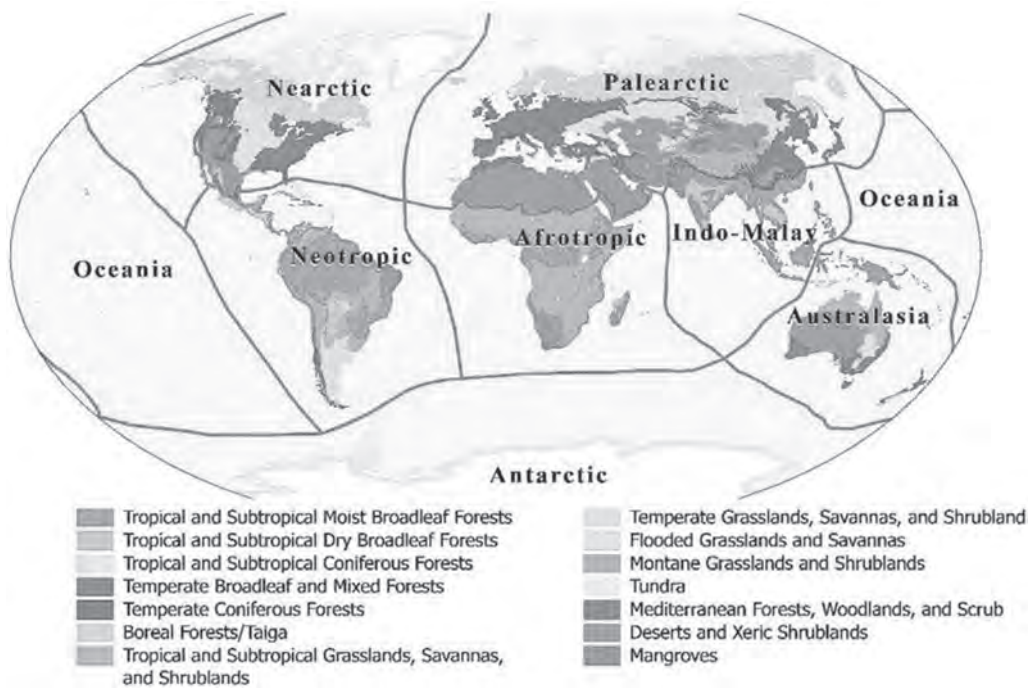 Nearctic
Palearctic
Oceania
Oceania
Neotropic
Afrotropic
Indo-Malay
Australasia
Antarctic
Tropical and Subtropical Moist Broadleaf Forests
Tropical and Subtropical Dry Broadleaf Forests
Tropical and Subtropical Coniferous Forests
Temperate Broadleaf and Mixed Forests
Temperate Coniferous Forests
Boreal Forests/Taiga
Tropical and Subtropical Grasslands, Savannas,
and Shrublands
Temperate Grasslands, Savannas, and Shrubland
Flooded Grasslands and Savannas
Montane Grasslands and Shrublands
Tundra
Mediterranean Forests, Woodlands, and Scrub
Deserts and Xeric Shrublands
Mangroves